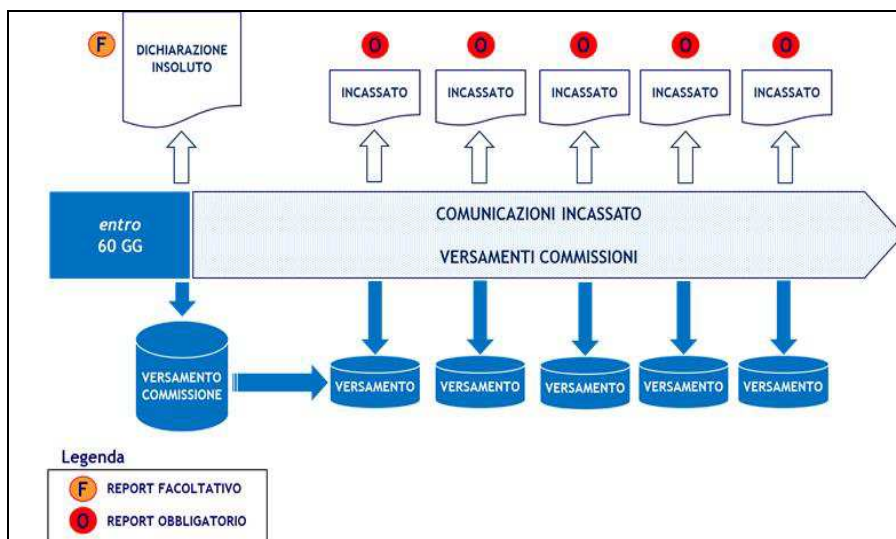 F
DICHIARAZIONE
INSOLUTO
O
O
O
O
O
INCASSATO
INCASSATO
INCASSATO
INCASSATO
INCASSATO
entro
60 GG
COMUNICAZIONI INCASSATO
VERSAMENTI COMMISSIONI
VERSAMENTO
COMMISSIONE
VERSAMENTO
VERSAMENTO
VERSAMENTO
VERSAMENTO
VERSAMENTO
Legenda
F REPORT FACOLTATIVO
O REPORT OBBLIGATORIO